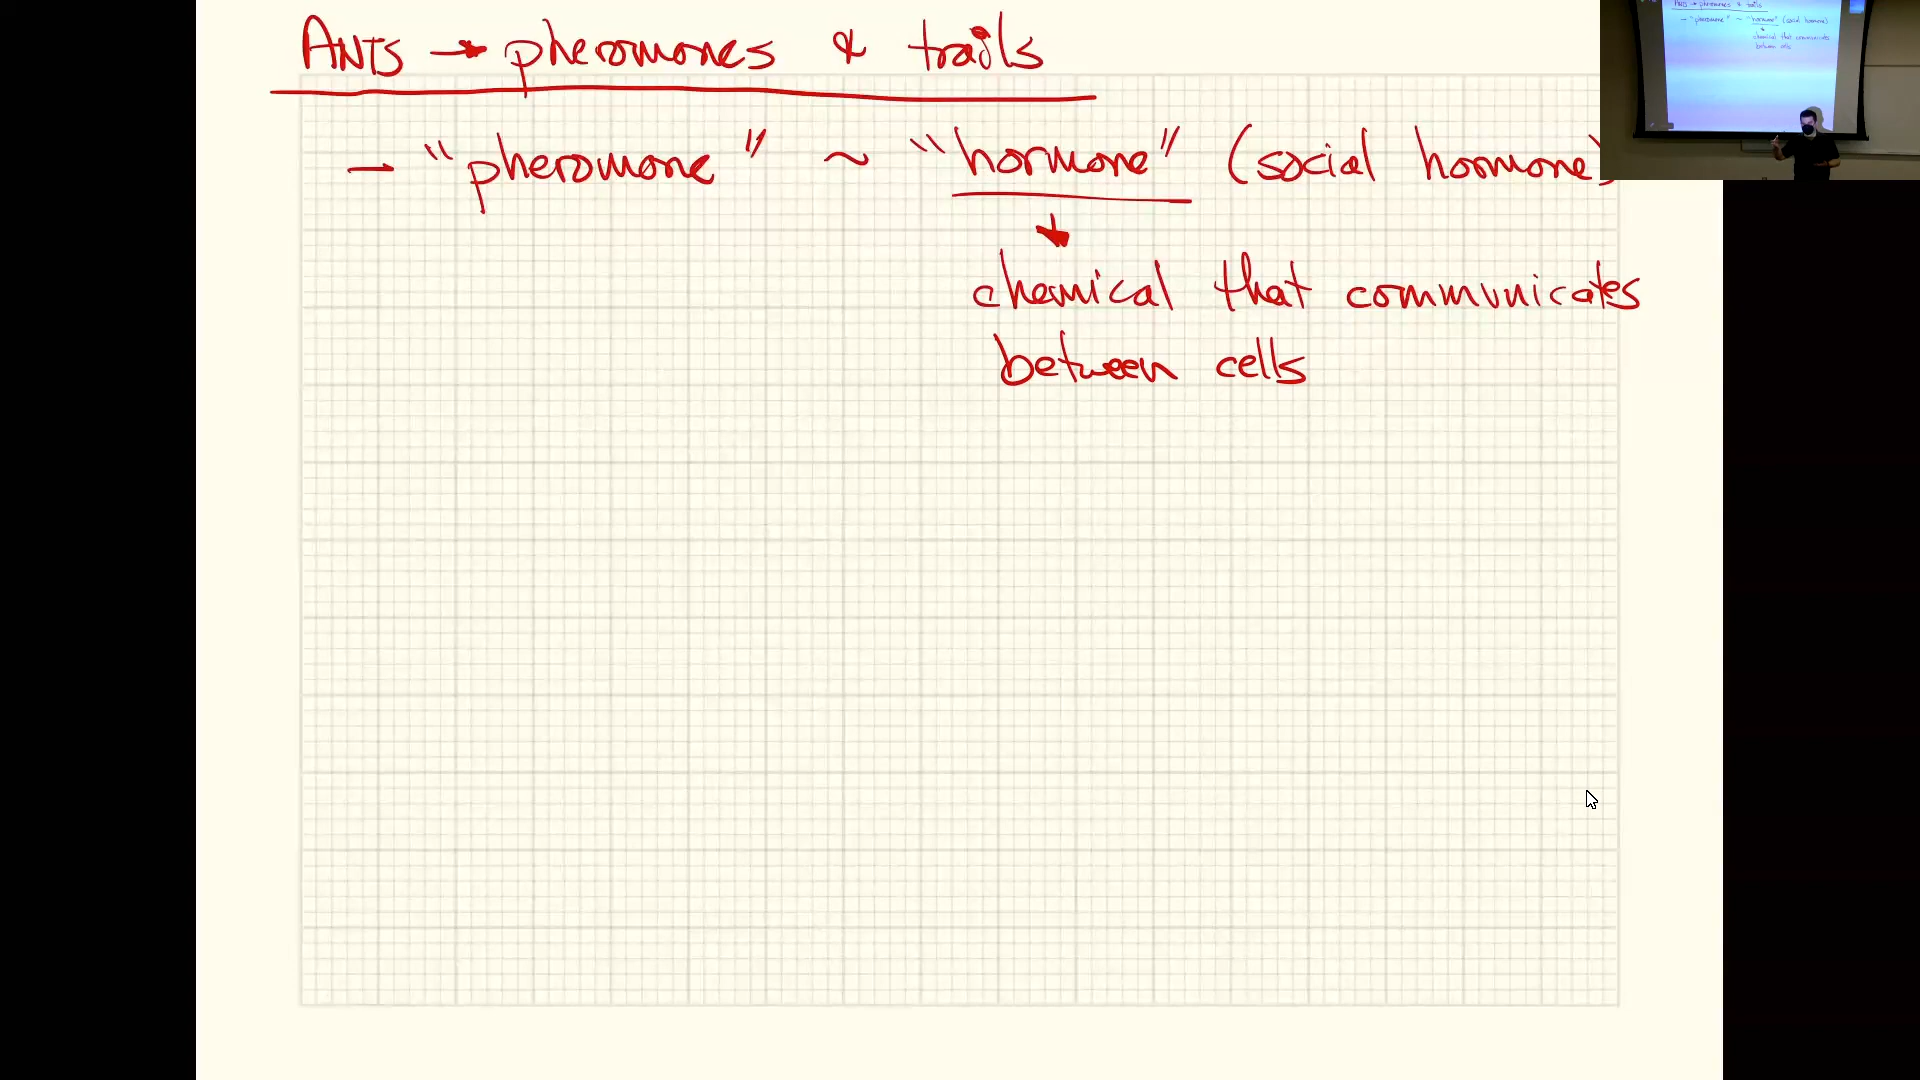 ANTS → pheromones & trails
— "pheromone" ~ "hormone" (social hormone)
chemical that communicates
between cells